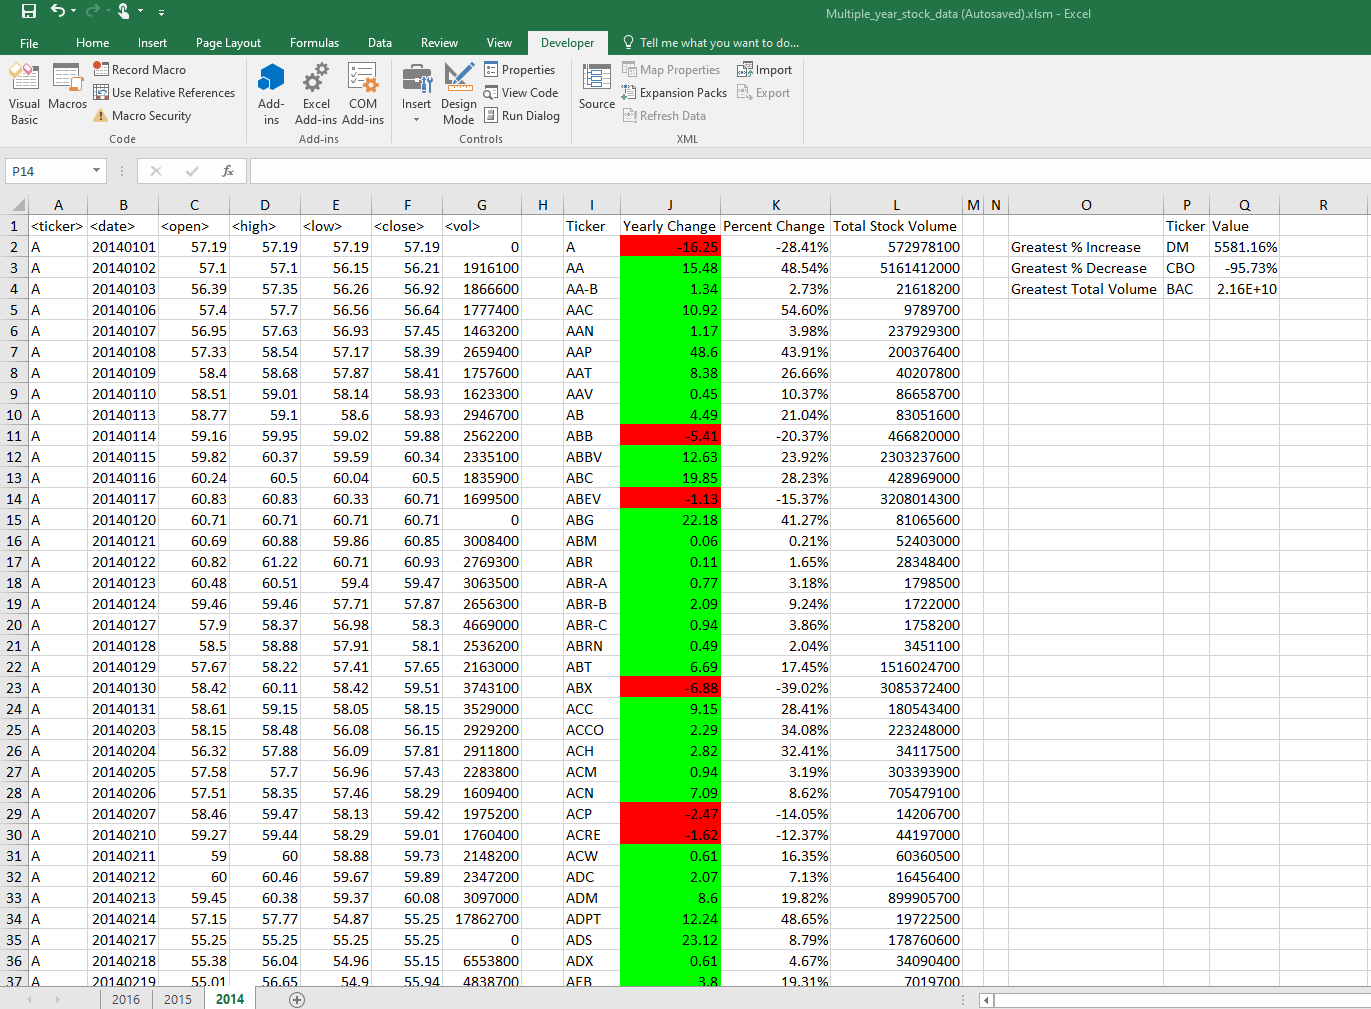 Multiple_year_stock_data (Autosaved).xlsm - Excel
File Home Insert Page Layout Formulas Data Review View Developer Tell me what you want to do...
Visual Basic
Macros
Record Macro
Use Relative References
Macro Security
Code
Add-ins
Excel Add-ins
COM Add-ins
Add-ins
Insert
Design Mode
Properties
View Code
Run Dialog
Controls
Source
Map Properties
Expansion Packs
Refresh Data
Import
Export
XML
P14 fx
A B C D E F G H I J K L M N O P Q R
1 <ticker> <date> <open> <high> <low> <close> <vol> Ticker Yearly Change Percent Change Total Stock Volume Ticker Value
2 A 20140101 57.19 57.19 57.19 57.19 0 A -16.25 -28.41% 572978100 Greatest % Increase DM 5581.16%
3 A 20140102 57.1 57.1 56.15 56.21 1916100 AA 15.48 48.54% 5161412000 Greatest % Decrease CBO -95.73%
4 A 20140103 56.39 57.35 56.26 56.92 1866600 AA-B 1.34 2.73% 21618200 Greatest Total Volume BAC 2.16E+10
5 A 20140106 57.4 57.7 56.56 56.64 1777400 AAC 10.92 54.60% 9789700
6 A 20140107 56.95 57.63 56.93 57.45 1463200 AAN 1.17 3.98% 237929300
7 A 20140108 57.33 58.54 57.17 58.39 2659400 AAP 48.6 43.91% 200376400
8 A 20140109 58.4 58.68 57.87 58.41 1757600 AAT 8.38 26.66% 40207800
9 A 20140110 58.51 59.01 58.14 58.93 1623300 AAV 0.45 10.37% 86658700
10 A 20140113 58.77 59.1 58.6 58.93 2946700 AB 4.49 21.04% 83051600
11 A 20140114 59.16 59.95 59.02 59.88 2562200 ABB -5.41 -20.37% 466820000
12 A 20140115 59.82 60.37 59.59 60.34 2335100 ABBV 12.63 23.92% 2303237600
13 A 20140116 60.24 60.5 60.04 60.5 1835900 ABC 19.85 28.23% 428969000
14 A 20140117 60.83 60.83 60.33 60.71 1699500 ABEV -1.13 -15.37% 3208014300
15 A 20140120 60.71 60.71 60.71 60.71 0 ABG 22.18 41.27% 81065600
16 A 20140121 60.69 60.88 59.86 60.85 3008400 ABM 0.06 0.21% 52403000
17 A 20140122 60.82 61.22 60.71 60.93 2769300 ABR 0.11 1.65% 28348400
18 A 20140123 60.48 60.51 59.4 59.47 3063500 ABR-A 0.77 3.18% 1798500
19 A 20140124 59.46 59.46 57.71 57.87 2656300 ABR-B 2.09 9.24% 1722000
20 A 20140127 57.9 58.37 56.98 58.3 4669000 ABR-C 0.94 3.86% 1758200
21 A 20140128 58.5 58.88 57.91 58.1 2536200 ABRN 0.49 2.04% 3451100
22 A 20140129 57.67 58.22 57.41 57.65 2163000 ABT 6.69 17.45% 1516024700
23 A 20140130 58.42 60.11 58.42 59.51 3743100 ABX -6.88 -39.02% 3085372400
24 A 20140131 58.61 59.15 58.05 58.15 3529000 ACC 9.15 28.41% 180543400
25 A 20140203 58.15 58.48 56.08 56.15 2929200 ACCO 2.29 34.08% 223248000
26 A 20140204 56.32 57.88 56.09 57.81 2911800 ACH 2.82 32.41% 34117500
27 A 20140205 57.58 57.7 56.96 57.43 2283800 ACM 0.94 3.19% 303393900
28 A 20140206 57.51 58.35 57.46 58.29 1609400 ACN 7.09 8.62% 705479100
29 A 20140207 58.46 59.47 58.13 59.42 1975200 ACP -2.47 -14.05% 14206700
30 A 20140210 59.27 59.44 58.29 59.01 1760400 ACRE -1.62 -12.37% 44197000
31 A 20140211 59 60 58.88 59.73 2148200 ACW 0.61 16.35% 60360500
32 A 20140212 60 60.46 59.67 59.89 2347200 ADC 2.07 7.13% 16456400
33 A 20140213 59.45 60.38 59.37 60.08 3097000 ADM 8.6 19.82% 899905700
34 A 20140214 57.15 57.77 54.87 55.25 17862700 ADPT 12.24 48.65% 19722500
35 A 20140217 55.25 55.25 55.25 55.25 0 ADS 23.12 8.79% 178760600
36 A 20140218 55.38 56.04 54.96 55.15 6553800 ADX 0.61 4.67% 34090400
37 A 20140219 55.01 56.65 54.9 55.94 4838700 AEB 3.8 19.31% 7019700
2016 2015 2014